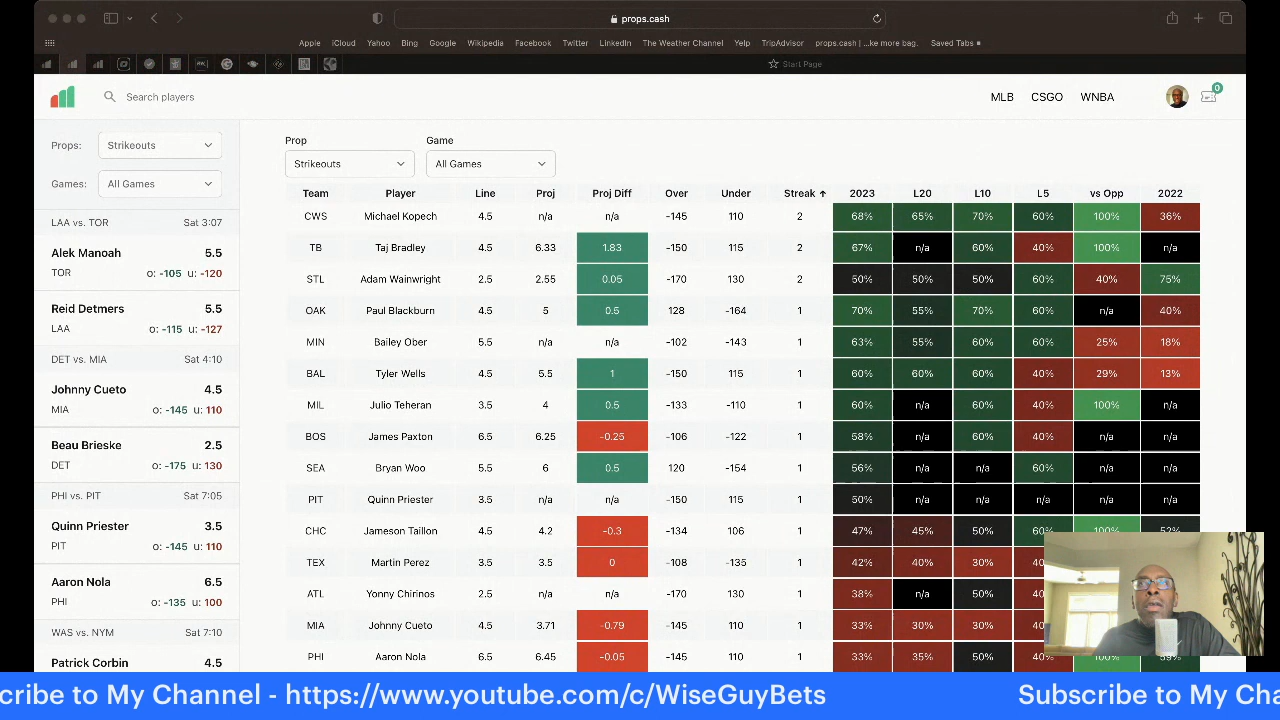 props.cash
Apple iCloud Yahoo Bing Google Wikipedia Facebook Twitter LinkedIn The Weather Channel Yelp TripAdvisor props.cash | ...ke more bag. Saved Tabs
Start Page
Search players
MLB CSGO WNBA
0
Props: Strikeouts
Games: All Games
LAA vs. TOR Sat 3:07
Alek Manoah 5.5
TOR o: -105 u: -120
Reid Detmers 5.5
LAA o: -115 u: -127
DET vs. MIA Sat 4:10
Johnny Cueto 4.5
MIA o: -145 u: 110
Beau Brieske 2.5
DET o: -175 u: 130
PHI vs. PIT Sat 7:05
Quinn Priester 3.5
PIT o: -145 u: 110
Aaron Nola 6.5
PHI o: -135 u: 100
WAS vs. NYM Sat 7:10
Patrick Corbin 4.5
Prop Game
Strikeouts All Games
Team Player Line Proj Proj Diff Over Under Streak ↑ 2023 L20 L10 L5 vs Opp 2022
CWS Michael Kopech 4.5 n/a n/a -145 110 2 68% 65% 70% 60% 100% 36%
TB Taj Bradley 4.5 6.33 1.83 -150 115 2 67% n/a 60% 40% 100% n/a
STL Adam Wainwright 2.5 2.55 0.05 -170 130 2 50% 50% 50% 60% 40% 75%
OAK Paul Blackburn 4.5 5 0.5 128 -164 1 70% 55% 70% 60% n/a 40%
MIN Bailey Ober 5.5 n/a n/a -102 -143 1 63% 55% 60% 60% 25% 18%
BAL Tyler Wells 4.5 5.5 1 -150 115 1 60% 60% 60% 40% 29% 13%
MIL Julio Teheran 3.5 4 0.5 -133 -110 1 60% n/a 60% 40% 100% n/a
BOS James Paxton 6.5 6.25 -0.25 -106 -122 1 58% n/a 60% 40% n/a n/a
SEA Bryan Woo 5.5 6 0.5 120 -154 1 56% n/a n/a 60% n/a n/a
PIT Quinn Priester 3.5 n/a n/a -150 115 1 50% n/a n/a n/a n/a n/a
CHC Jameson Taillon 4.5 4.2 -0.3 -134 106 1 47% 45% 50% 60% 100% 52%
TEX Martin Perez 3.5 3.5 0 -108 -135 1 42% 40% 30% 40
ATL Yonny Chirinos 2.5 n/a n/a -170 130 1 38% n/a 50% 40
MIA Johnny Cueto 4.5 3.71 -0.79 -145 110 1 33% 30% 30% 40
PHI Aaron Nola 6.5 6.45 -0.05 -145 110 1 33% 35% 50% 40 100% 59%
scribe to My Channel - https://www.youtube.com/c/WiseGuyBets Subscribe to My Cha